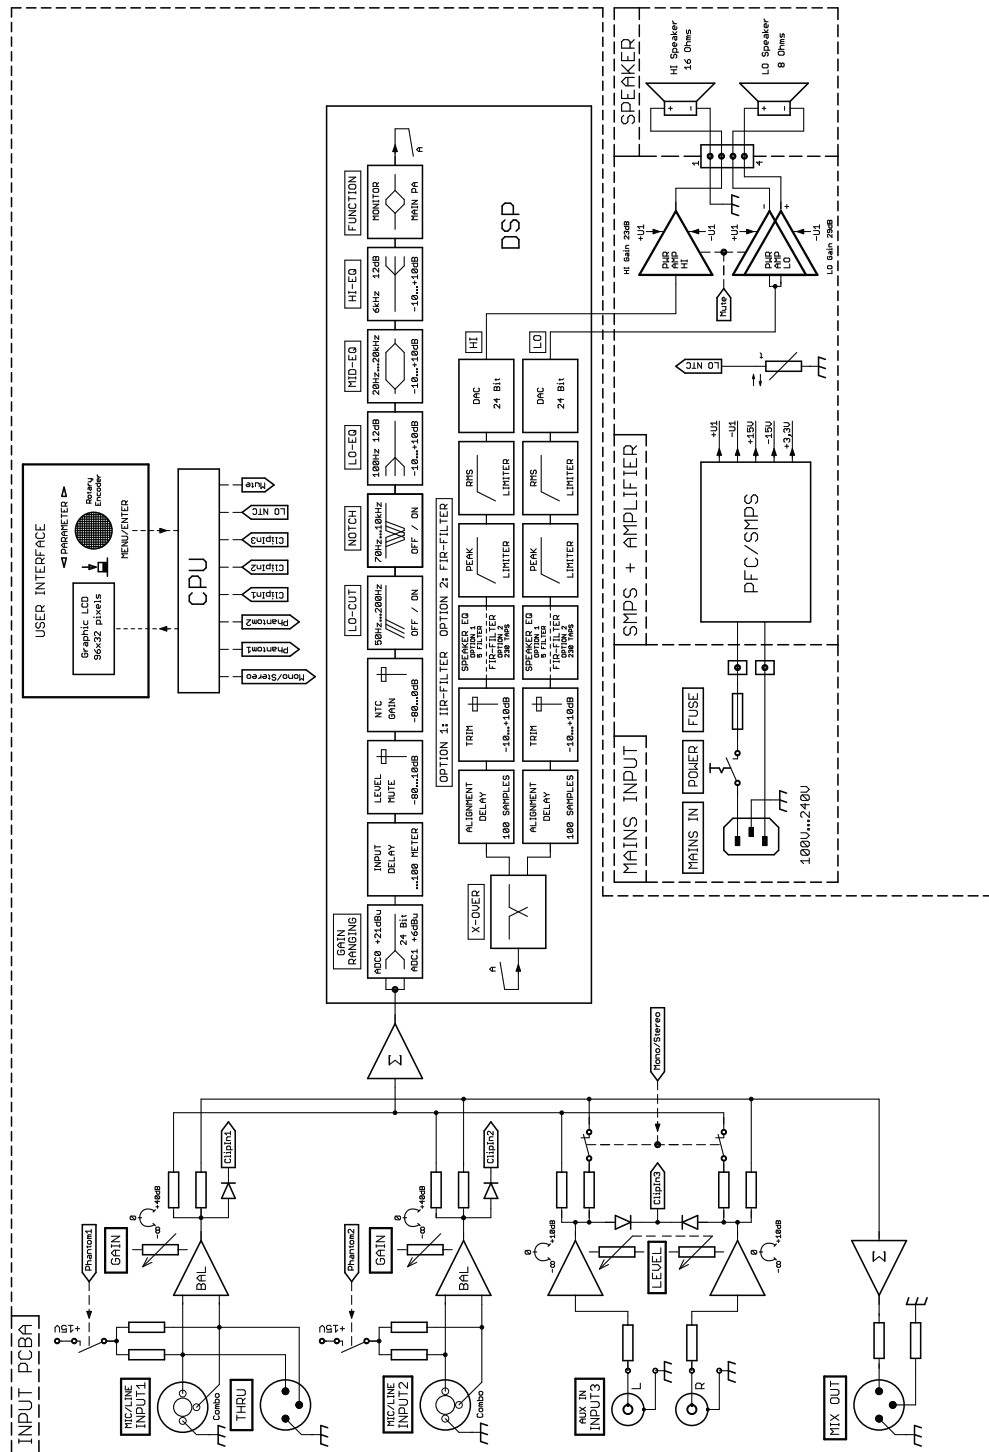 INPUT PCBA
MIC/LINE
INPUT1
Combo
THRU
+15V
Phantom1
GAIN
+40dB
0
-∞
BAL
ClipIn1
MIC/LINE
INPUT2
Combo
+15V
Phantom2
GAIN
+40dB
0
-∞
BAL
ClipIn2
AUX IN
INPUT3
L
R
LEVEL
+10dB
0
-∞
+10dB
0
-∞
ClipIn3
Mono/Stereo
MIX OUT
Σ
Σ
USER INTERFACE
Graphic LCD
96x32 pixels
PARAMETER
Rotary
Encoder
MENU/ENTER
CPU
Mono/Stereo
Phantom1
Phantom2
ClipIn1
ClipIn2
ClipIn3
LO NTC
Mute
DSP
GAIN
RANGING
ADC0 +21dBu
24 Bit
ADC1 +6dBu
INPUT
DELAY
...100 METER
LEVEL
MUTE
-80...10dB
NTC
GAIN
-80...0dB
LO-CUT
50Hz...200Hz
OFF / ON
NOTCH
70Hz...10kHz
OFF / ON
LO-EQ
100Hz 12dB
-10...+10dB
MID-EQ
20Hz...20kHz
-10...+10dB
HI-EQ
6kHz 12dB
-10...+10dB
FUNCTION
MONITOR
MAIN PA
A
OPTION 1: IIR-FILTER OPTION 2: FIR-FILTER
A
X-OVER
ALIGNMENT
DELAY
100 SAMPLES
TRIM
-10...+10dB
SPEAKER EQ
OPTION 1
5 FILTER
FIR-FILTER
OPTION 2
230 TAPS
PEAK
LIMITER
RMS
LIMITER
DAC
24 Bit
HI
ALIGNMENT
DELAY
100 SAMPLES
TRIM
-10...+10dB
SPEAKER EQ
OPTION 1
5 FILTER
FIR-FILTER
OPTION 2
230 TAPS
PEAK
LIMITER
RMS
LIMITER
DAC
24 Bit
LO
MAINS INPUT
MAINS IN
POWER
FUSE
100V...240V
SMPS + AMPLIFIER
PFC/SMPS
+U1
-U1
+15V
-15V
+3,3V
LO NTC
t
Mute
HI Gain 23dB
+U1
-U1
PWR
AMP
HI
+U1
-U1
PWR
AMP
LO
LO Gain 29dB
-
+
SPEAKER
1
4
HI Speaker
16 Ohms
+ -
LO Speaker
8 Ohms
+ -